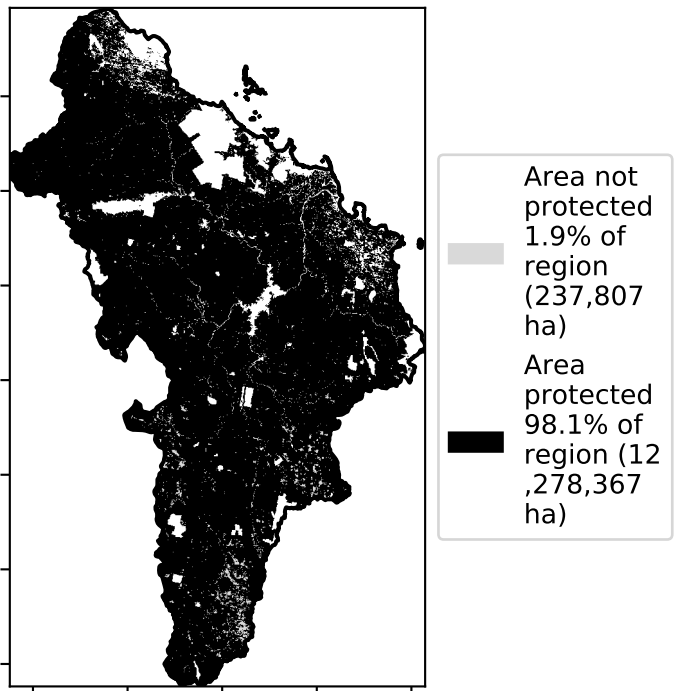 Area not
protected
1.9% of
region
(237,807
ha)
Area
protected
98.1% of
region (12
,278,367
ha)